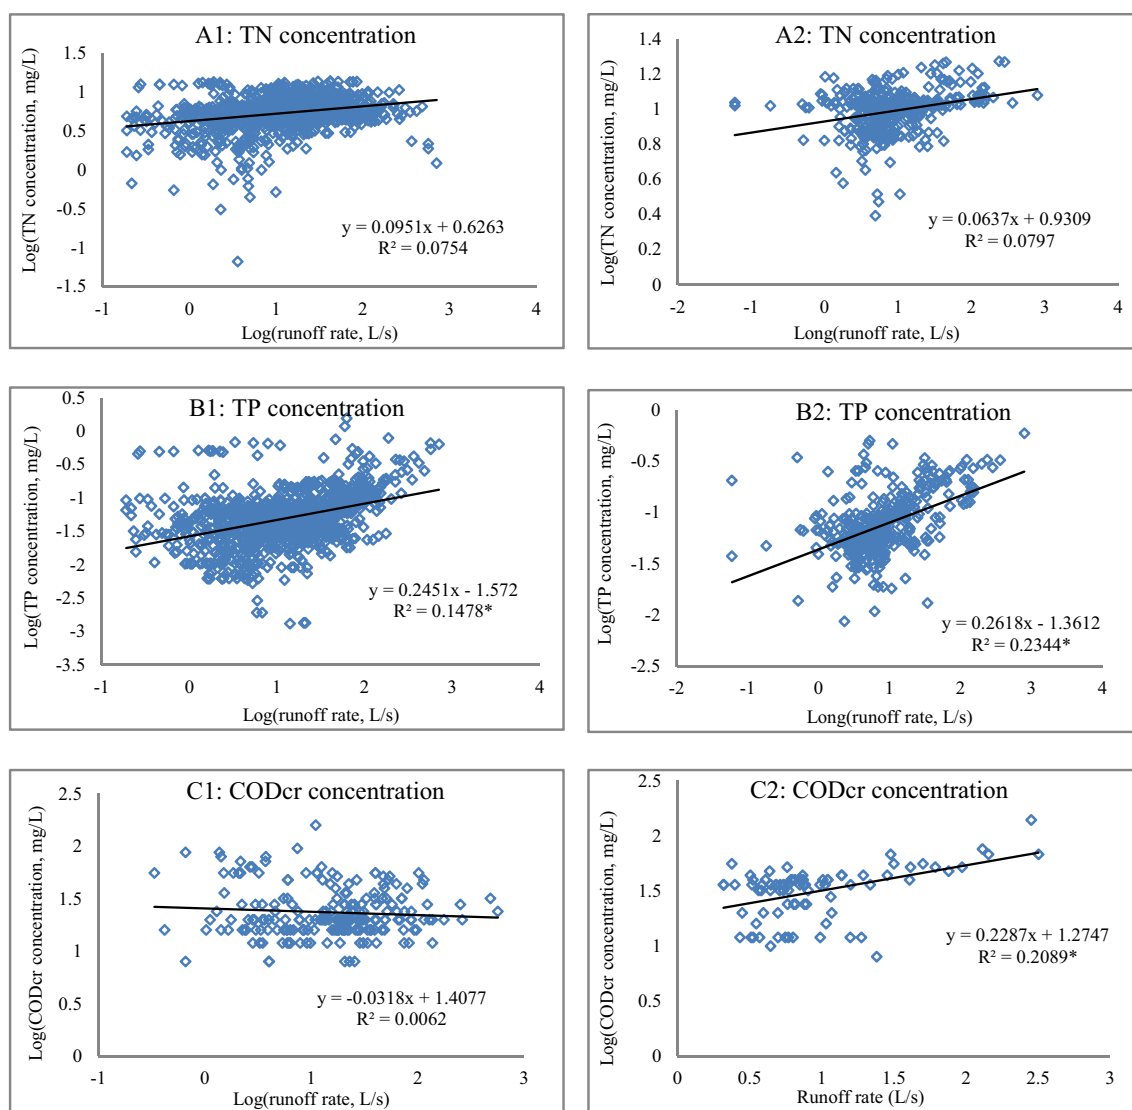 A1: TN concentration
Log(TN concentration, mg/L)
1.5
1
0.5
0
-0.5
-1
-1.5
y = 0.0951x + 0.6263
R² = 0.0754
-1 0 1 2 3 4
Log(runoff rate, L/s)
A2: TN concentration
Log(TN concentration, mg/L)
1.4
1.2
1.0
0.8
0.6
0.4
0.2
0
y = 0.0637x + 0.9309
R² = 0.0797
-2 -1 0 1 2 3 4
Long(runoff rate, L/s)
B1: TP concentration
Log(TP concentration, mg/L)
0.5
0
-0.5
-1
-1.5
-2
-2.5
-3
-3.5
y = 0.2451x - 1.572
R² = 0.1478*
-1 0 1 2 3 4
Log(runoff rate, L/s)
B2: TP concentration
Log(TP concentration, mg/L)
0
-0.5
-1
-1.5
-2
-2.5
y = 0.2618x - 1.3612
R² = 0.2344*
-2 -1 0 1 2 3 4
Long(runoff rate, L/s)
C1: CODcr concentration
Log(CODcr concentration, mg/L)
2.5
2
1.5
1
0.5
0
y = -0.0318x + 1.4077
R² = 0.0062
-1 0 1 2 3
Log(runoff rate, L/s)
C2: CODcr concentration
Log(CODcr concentration, mg/L)
2.5
2
1.5
1
0.5
0
y = 0.2287x + 1.2747
R² = 0.2089*
0 0.5 1 1.5 2 2.5 3
Runoff rate (L/s)